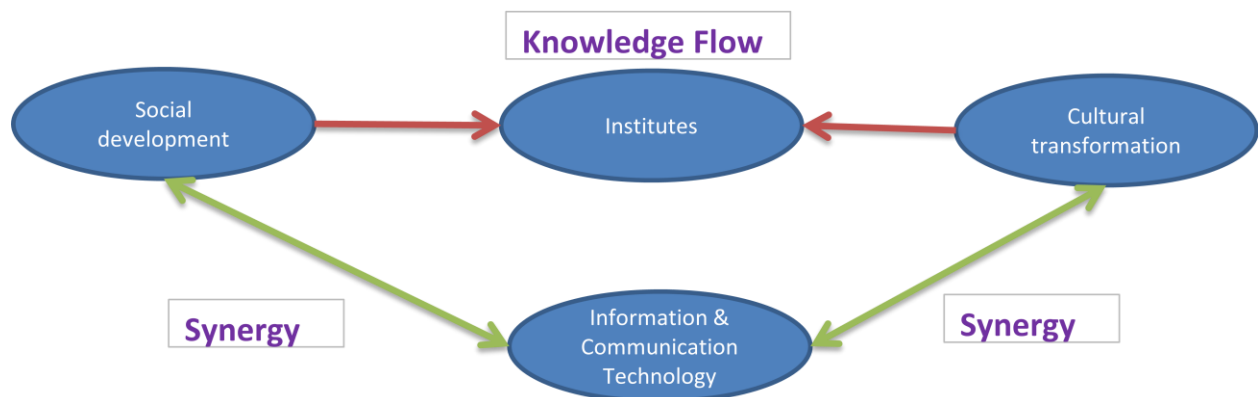 Knowledge Flow
Social
development
Institutes
Cultural
transformation
Synergy
Information &
Communication
Technology
Synergy